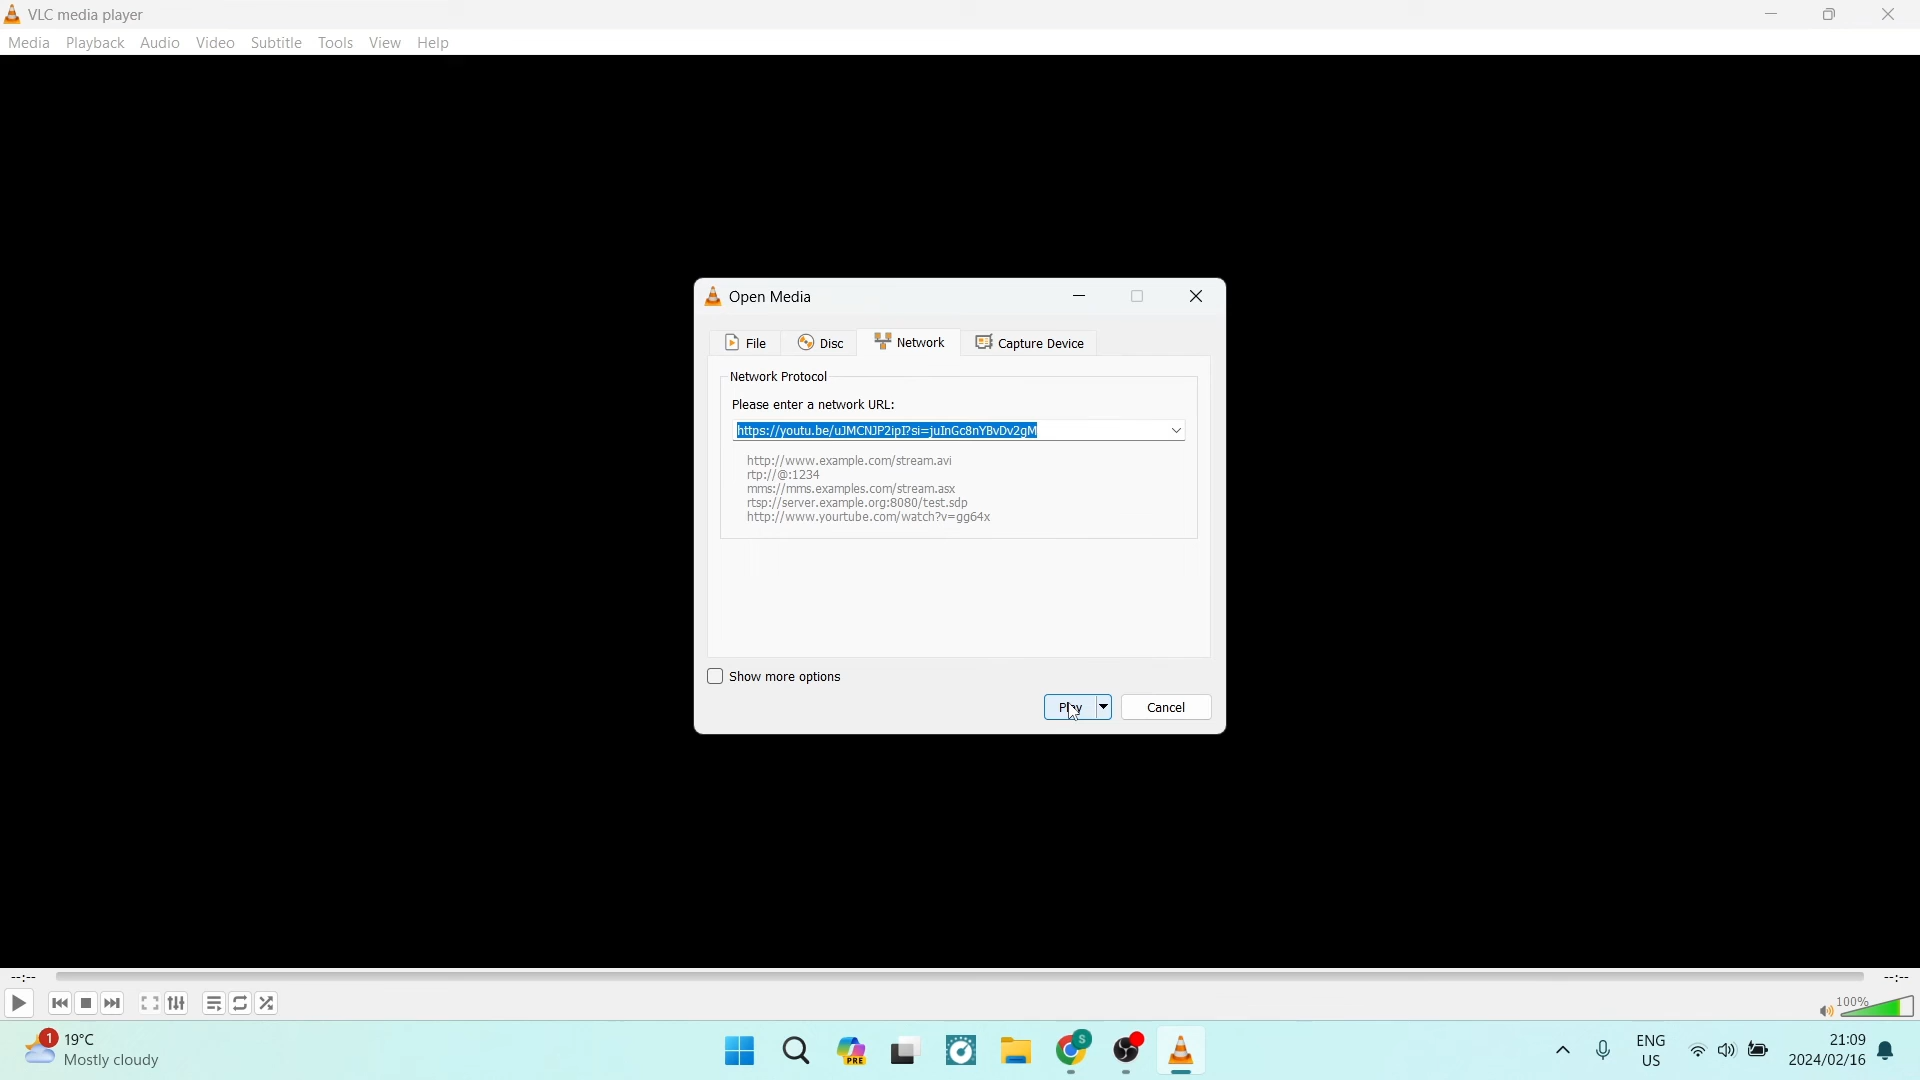 VLC media player
Media Playback Audio Video Subtitle Tools View Help
Open Media
File Disc Network Capture Device
Network Protocol
Please enter a network URL:
https://youtu.be/uJMCNJP2ipI?si=juInGc8nYBvDv2gM
http://www.example.com/stream.avi
rtp://@:1234
mms://mms.examples.com/stream.asx
rtsp://server.example.org:8080/test.sdp
http://www.yourtube.com/watch?v=gg64x
Show more options
Play Cancel
--:-- --:--
100%
1 19°C
Mostly cloudy
PRE
S
ENG
US
21:09
2024/02/16